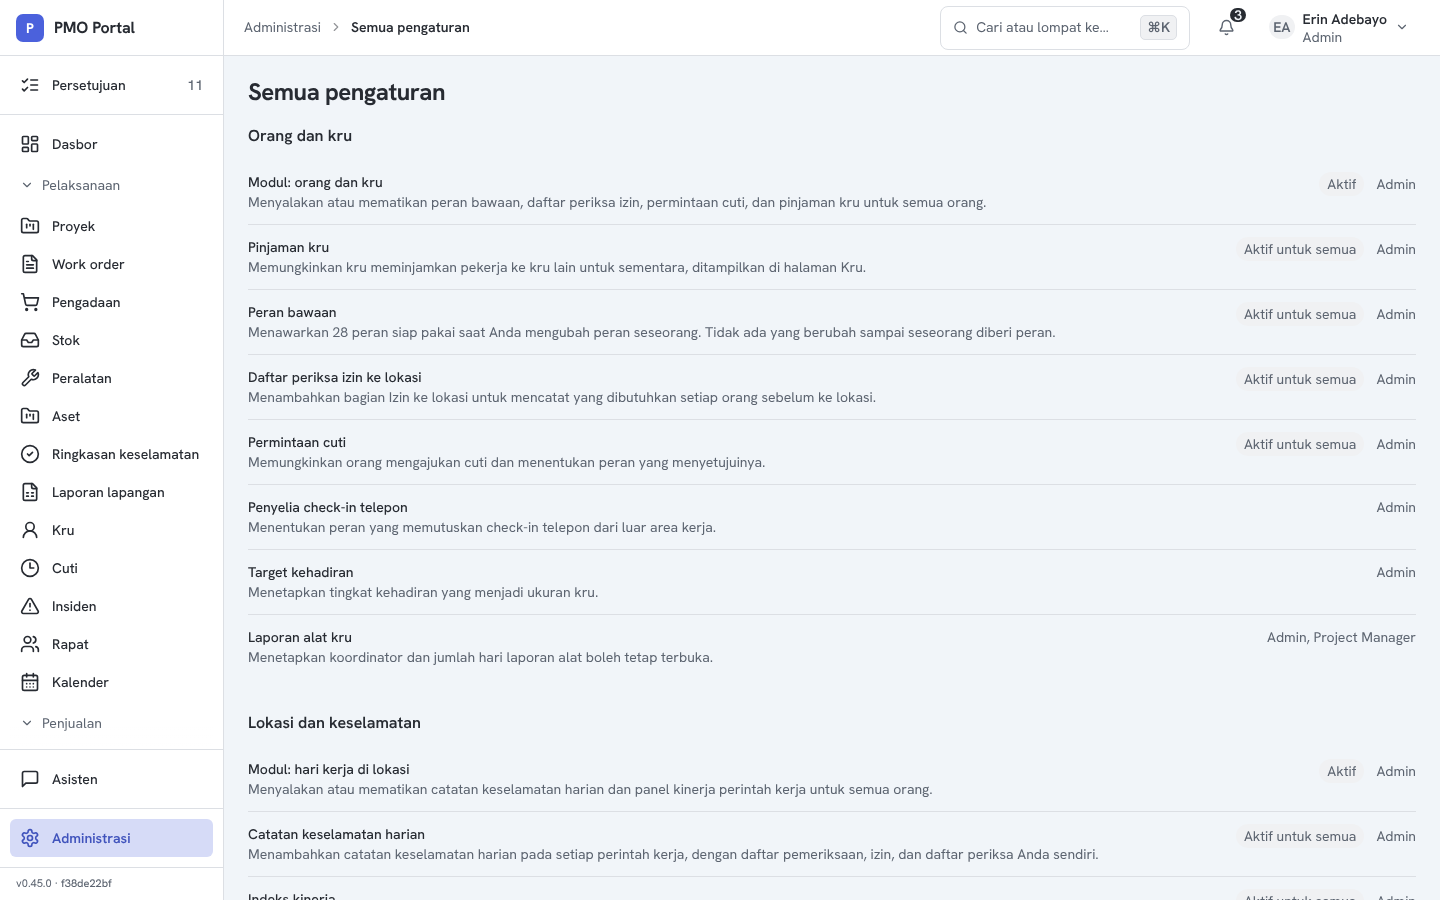 P PMO Portal
Administrasi > Semua pengaturan
Cari atau lompat ke...
⌘K
3
EA
Erin Adebayo
Admin
Persetujuan 11
Dasbor
Pelaksanaan
Proyek
Work order
Pengadaan
Stok
Peralatan
Aset
Ringkasan keselamatan
Laporan lapangan
Kru
Cuti
Insiden
Rapat
Kalender
Penjualan
Asisten
Administrasi
v0.45.0 · f38de22bf
Semua pengaturan
Orang dan kru
Modul: orang dan kru Aktif Admin
Menyalakan atau mematikan peran bawaan, daftar periksa izin, permintaan cuti, dan pinjaman kru untuk semua orang.
Pinjaman kru Aktif untuk semua Admin
Memungkinkan kru meminjamkan pekerja ke kru lain untuk sementara, ditampilkan di halaman Kru.
Peran bawaan Aktif untuk semua Admin
Menawarkan 28 peran siap pakai saat Anda mengubah peran seseorang. Tidak ada yang berubah sampai seseorang diberi peran.
Daftar periksa izin ke lokasi Aktif untuk semua Admin
Menambahkan bagian Izin ke lokasi untuk mencatat yang dibutuhkan setiap orang sebelum ke lokasi.
Permintaan cuti Aktif untuk semua Admin
Memungkinkan orang mengajukan cuti dan menentukan peran yang menyetujuinya.
Penyelia check-in telepon Admin
Menentukan peran yang memutuskan check-in telepon dari luar area kerja.
Target kehadiran Admin
Menetapkan tingkat kehadiran yang menjadi ukuran kru.
Laporan alat kru Admin, Project Manager
Menetapkan koordinator dan jumlah hari laporan alat boleh tetap terbuka.
Lokasi dan keselamatan
Modul: hari kerja di lokasi Aktif Admin
Menyalakan atau mematikan catatan keselamatan harian dan panel kinerja perintah kerja untuk semua orang.
Catatan keselamatan harian Aktif untuk semua Admin
Menambahkan catatan keselamatan harian pada setiap perintah kerja, dengan daftar pemeriksaan, izin, dan daftar periksa Anda sendiri.
Indeks kinerja Aktif untuk semua Admin